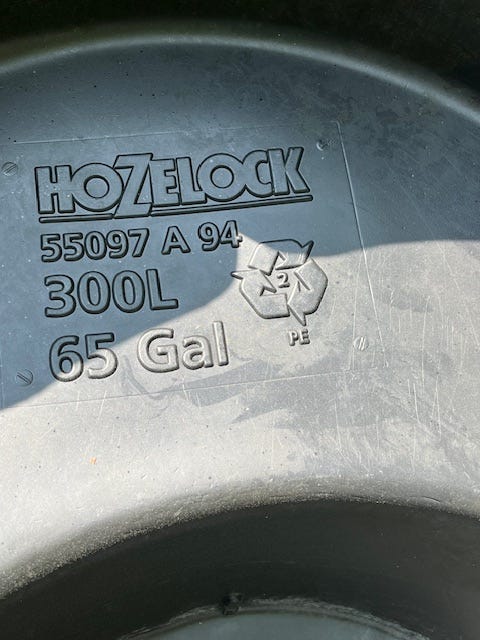 HOZELOCK
55097 A 94
300L
2
65 Gal
PE